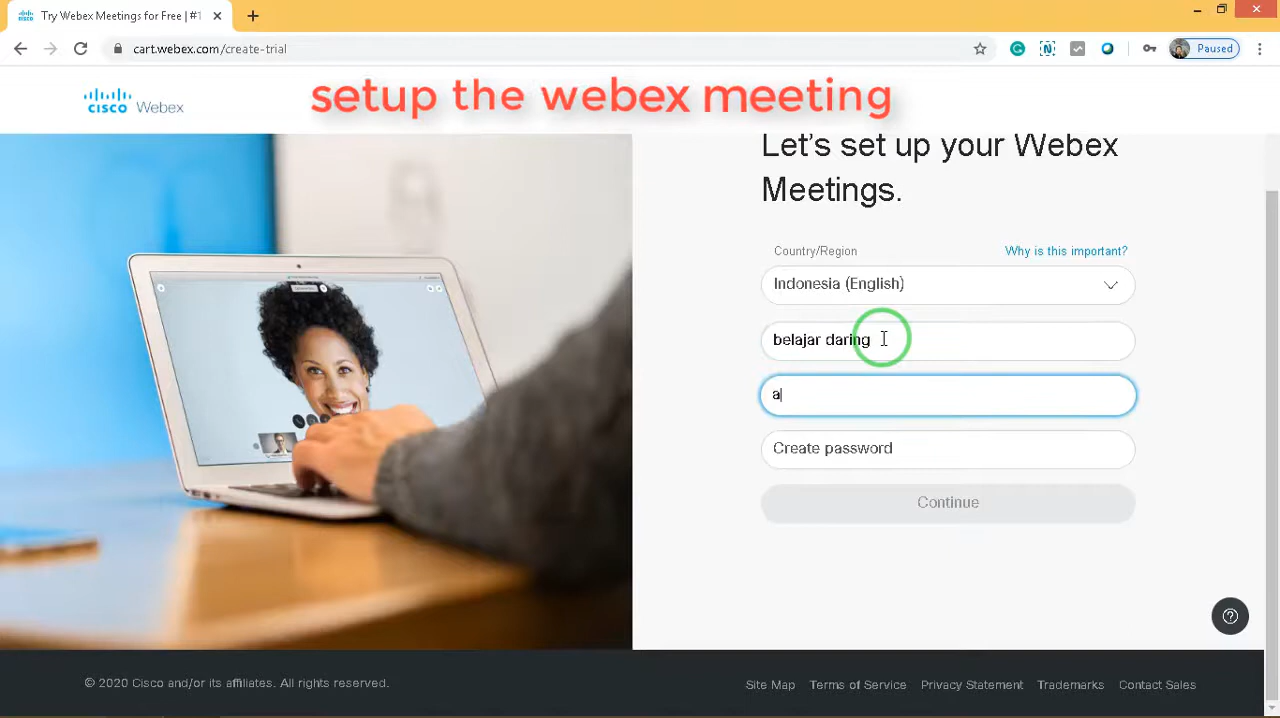 Try Webex Meetings for Free | #1
cart.webex.com/create-trial
Paused
CISCO Webex
setup the webex meeting
Let's set up your Webex
Meetings.
Country/Region
Why is this important?
Indonesia (English)
belajar daring
a
Create password
Continue
© 2020 Cisco and/or its affiliates. All rights reserved.
Site Map
Terms of Service
Privacy Statement
Trademarks
Contact Sales